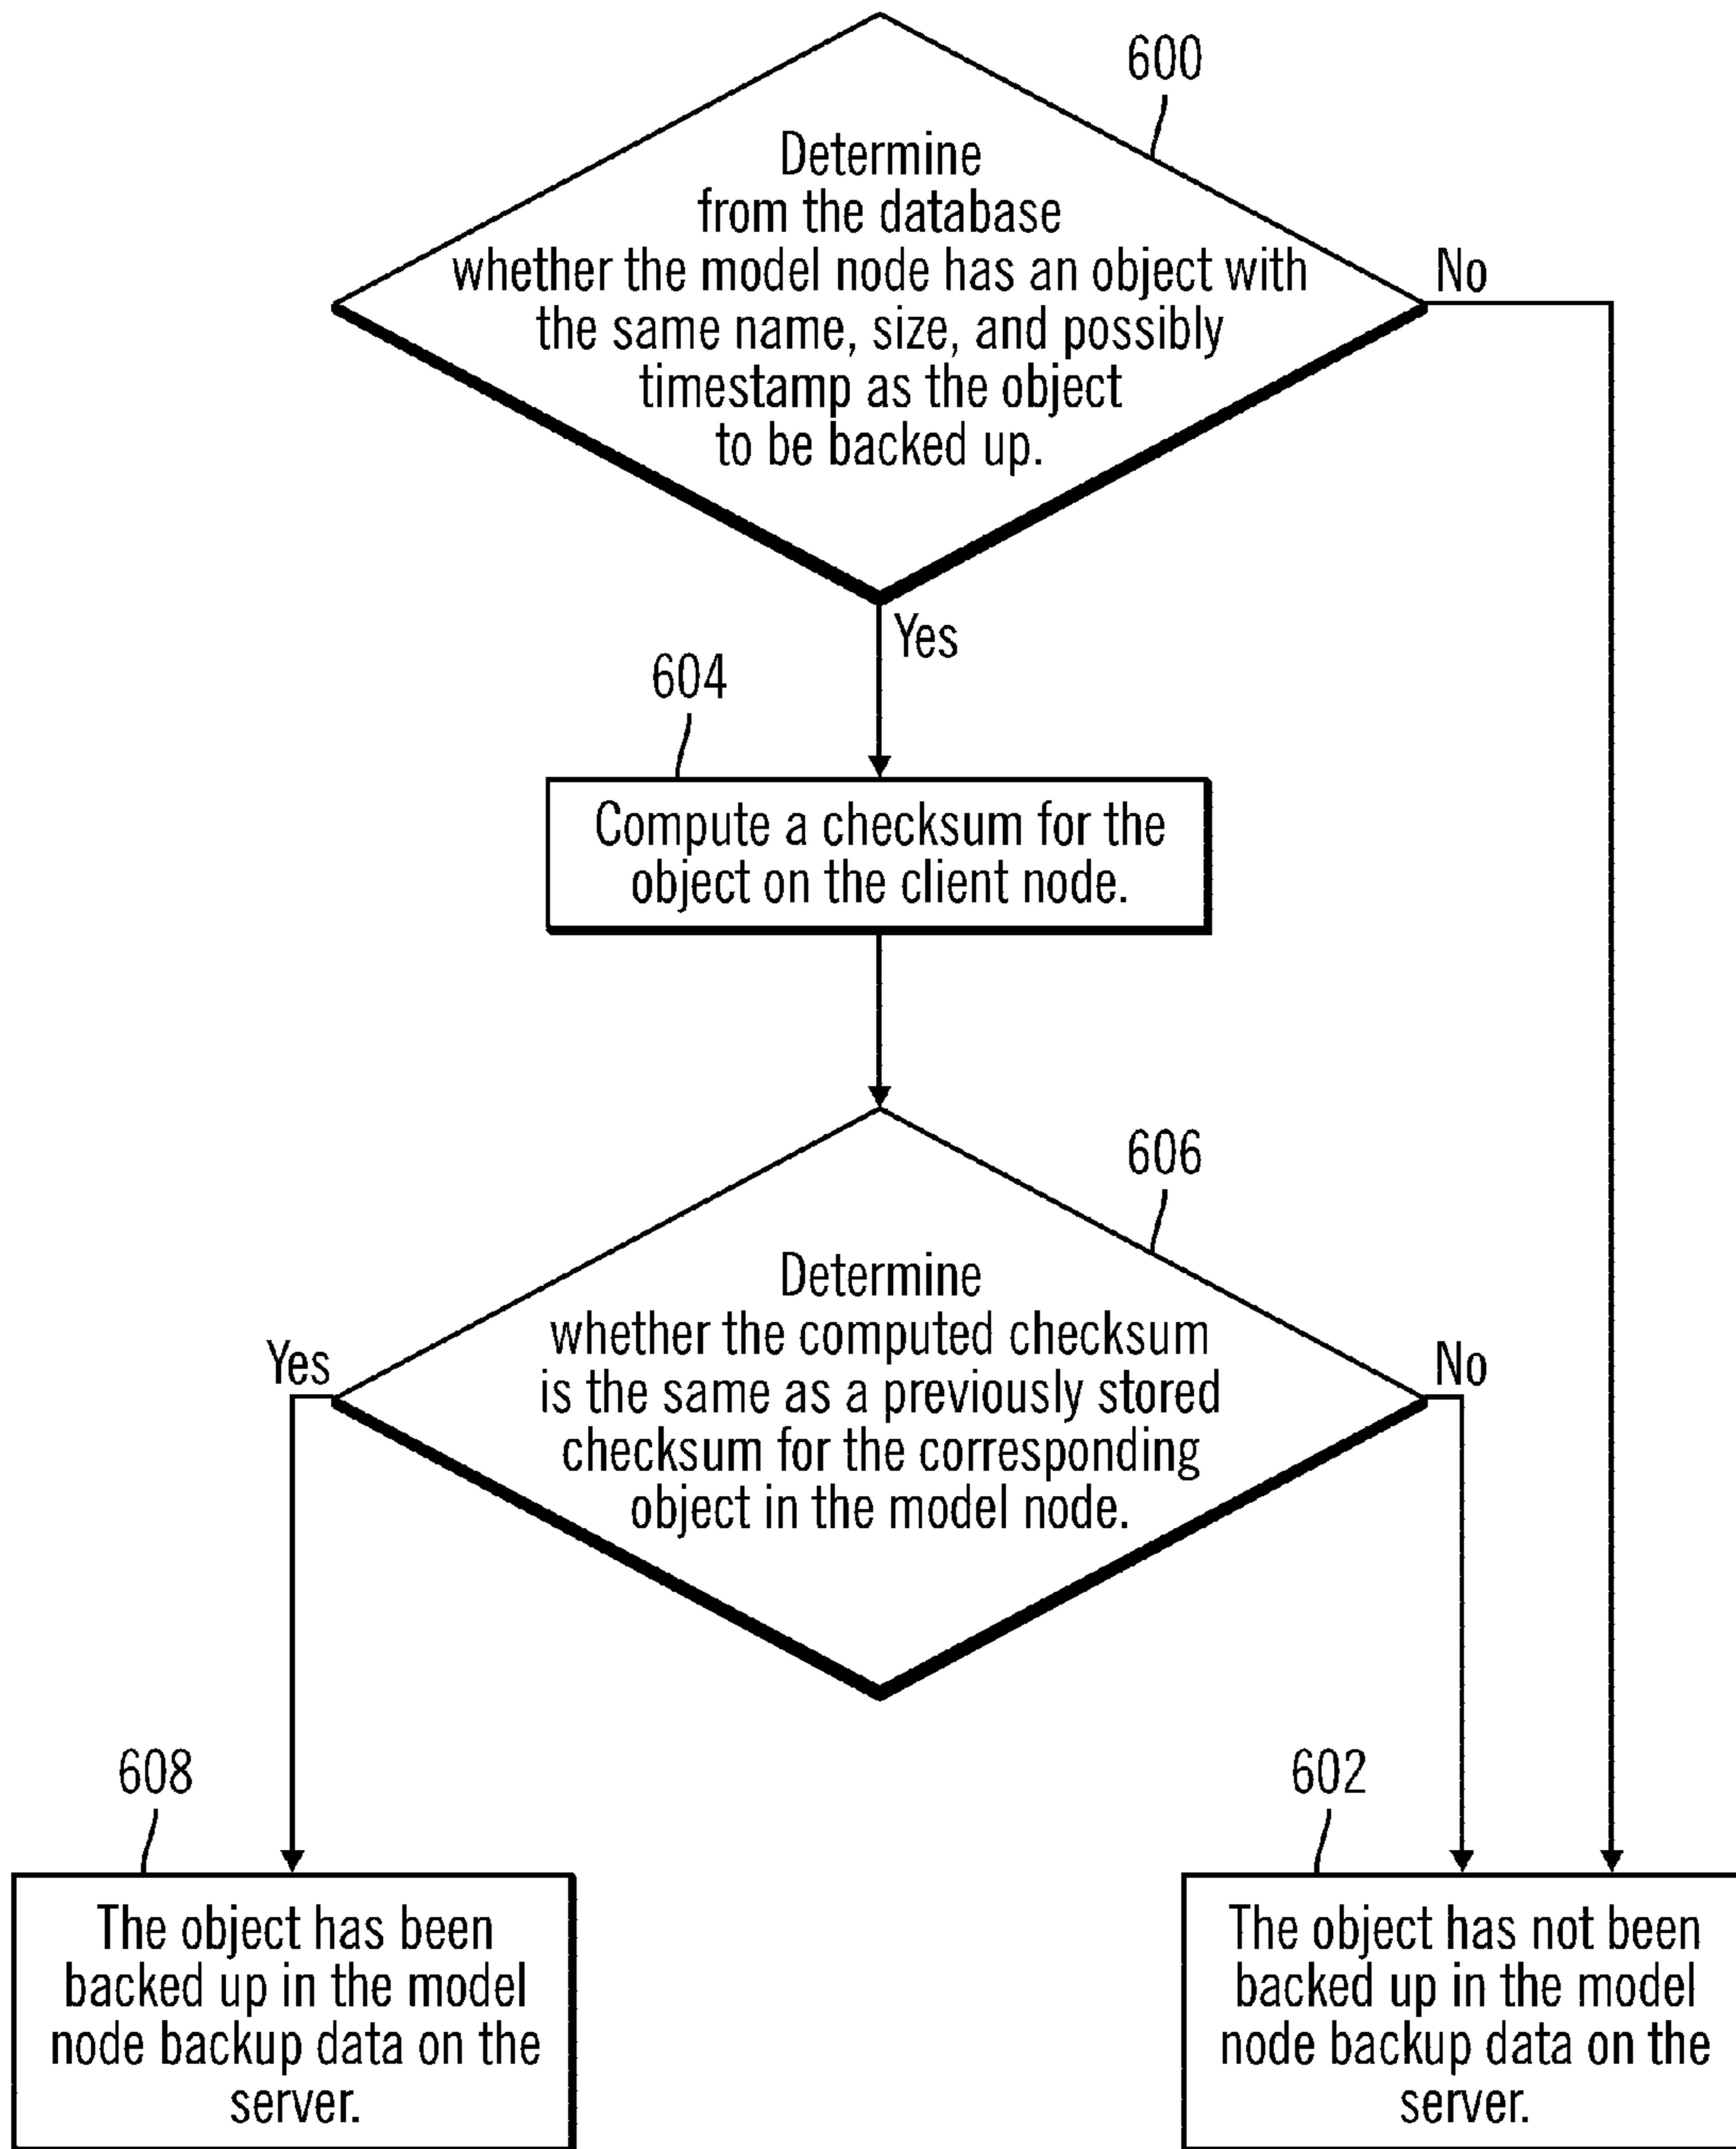 600
Determine
from the database
whether the model node has an object with
the same name, size, and possibly
timestamp as the object
to be backed up.
No
Yes
604
Compute a checksum for the
object on the client node.
606
Determine
whether the computed checksum
is the same as a previously stored
checksum for the corresponding
object in the model node.
Yes
No
608
The object has been
backed up in the model
node backup data on the
server.
602
The object has not been
backed up in the model
node backup data on the
server.